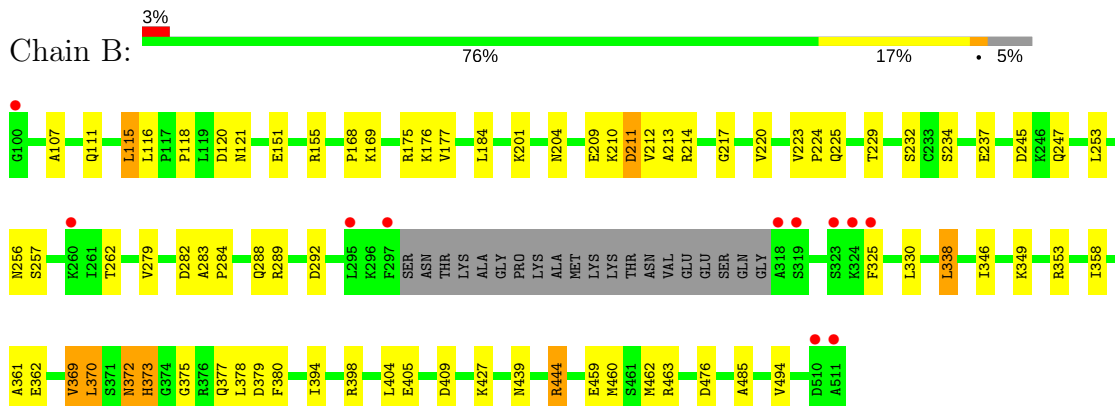 3%
Chain B:
76% 17% • 5%
G100 A107 Q111 L115 L116 P117 P118 L119 D120 N121 E151 R155 P168 K169 R175 K176 V177 L184 K201 N204 E209 K210 D211 V212 A213 R214 G217 V220 V223 P224 Q225 T229 S232 C233 S234 E237 D245 K246 Q247 L253
N256 S257 K260 I261 T262 V279 D282 A283 P284 Q288 R289 D292 L295 K296 F297 SER ASN THR LYS ALA GLY PRO LYS ALA MET LYS LYS THR ASN VAL GLU GLU SER GLN GLY A318 S319 S323 K324 F325 L330 L338 I346 K349 R353 I358
A361 E362 V369 L370 S371 N372 H373 G374 G375 R376 Q377 L378 D379 F380 I394 R398 L404 E405 D409 K427 N439 R444 E459 M460 S461 M462 R463 D476 A485 V494 D510 A511